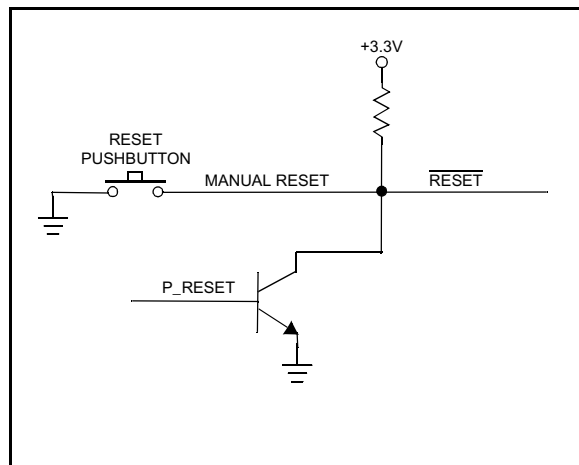 +3.3V
RESET
PUSHBUTTON
MANUAL RESET
RESET
P_RESET